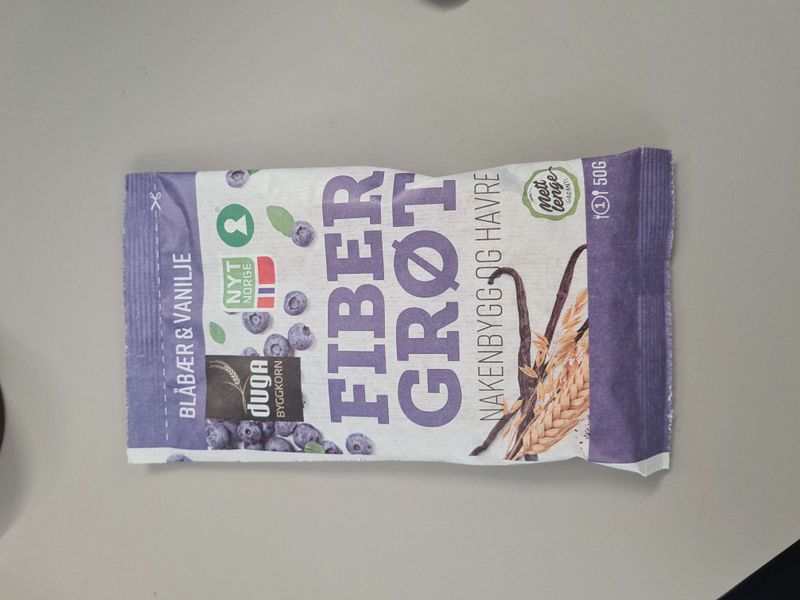 BLÅBÆR & VANILJE
NYT
NORGE
duga
BYGGKORN
FIBER
GRØT
NAKENBYGG OG HAVRE
Mett
lenge
GARANTI
1 50G